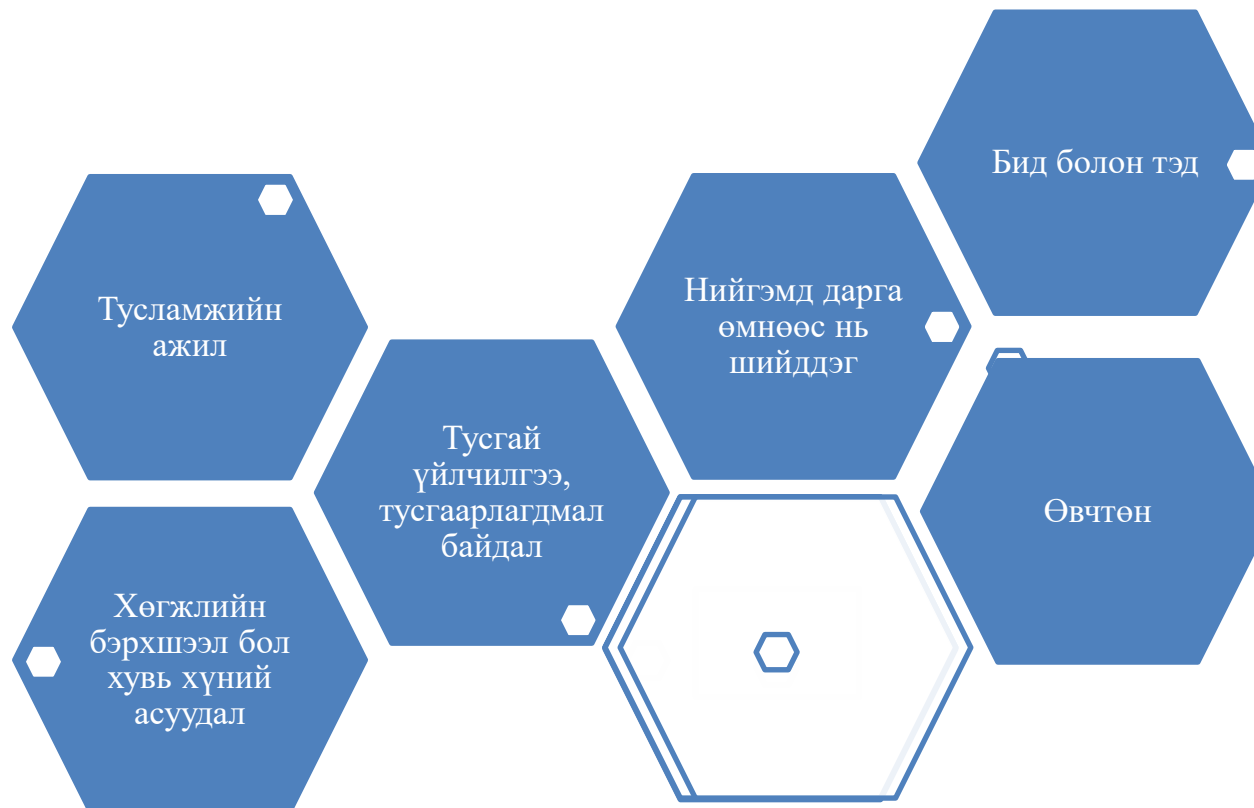 Бид болон тэд
Тусламжийн
ажил
Нийгэмд дарга
өмнөөс нь
шийддэг
Тусгай
үйлчилгээ,
тусгаарлагдмал
байдал
Өвчтөн
Хөгжлийн
бэрхшээл бол
хувь хүний
асуудал